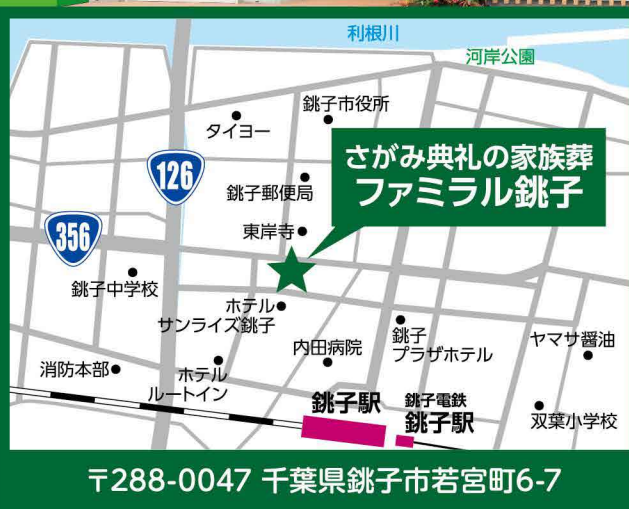 利根川
河岸公園
銚子市役所
タイヨー
さがみ典礼の家族葬
ファミラル銚子
126
銚子郵便局
東岸寺
356
銚子中学校
ホテル
サンライズ銚子
内田病院
銚子
プラザホテル
ヤマサ醤油
消防本部
ホテル
ルートイン
銚子駅
銚子電鉄
銚子駅
双葉小学校
〒288-0047 千葉県銚子市若宮町6-7